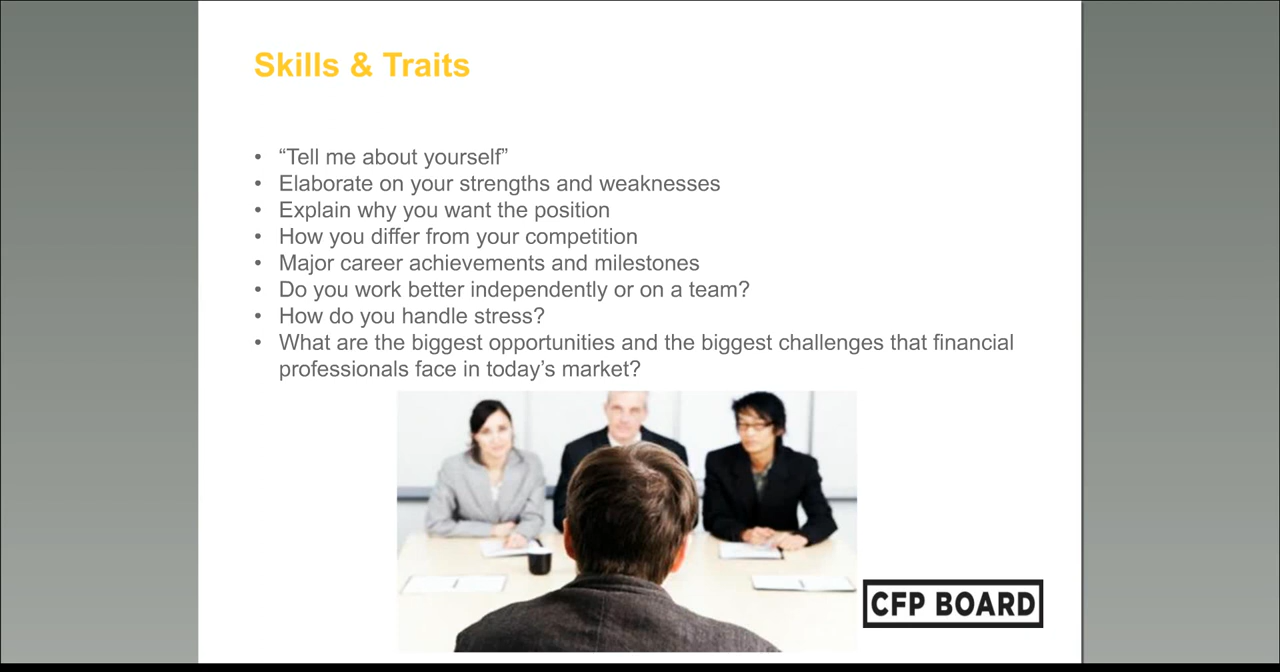 Skills & Traits
• “Tell me about yourself”
• Elaborate on your strengths and weaknesses
• Explain why you want the position
• How you differ from your competition
• Major career achievements and milestones
• Do you work better independently or on a team?
• How do you handle stress?
• What are the biggest opportunities and the biggest challenges that financial
professionals face in today’s market?
CFP BOARD